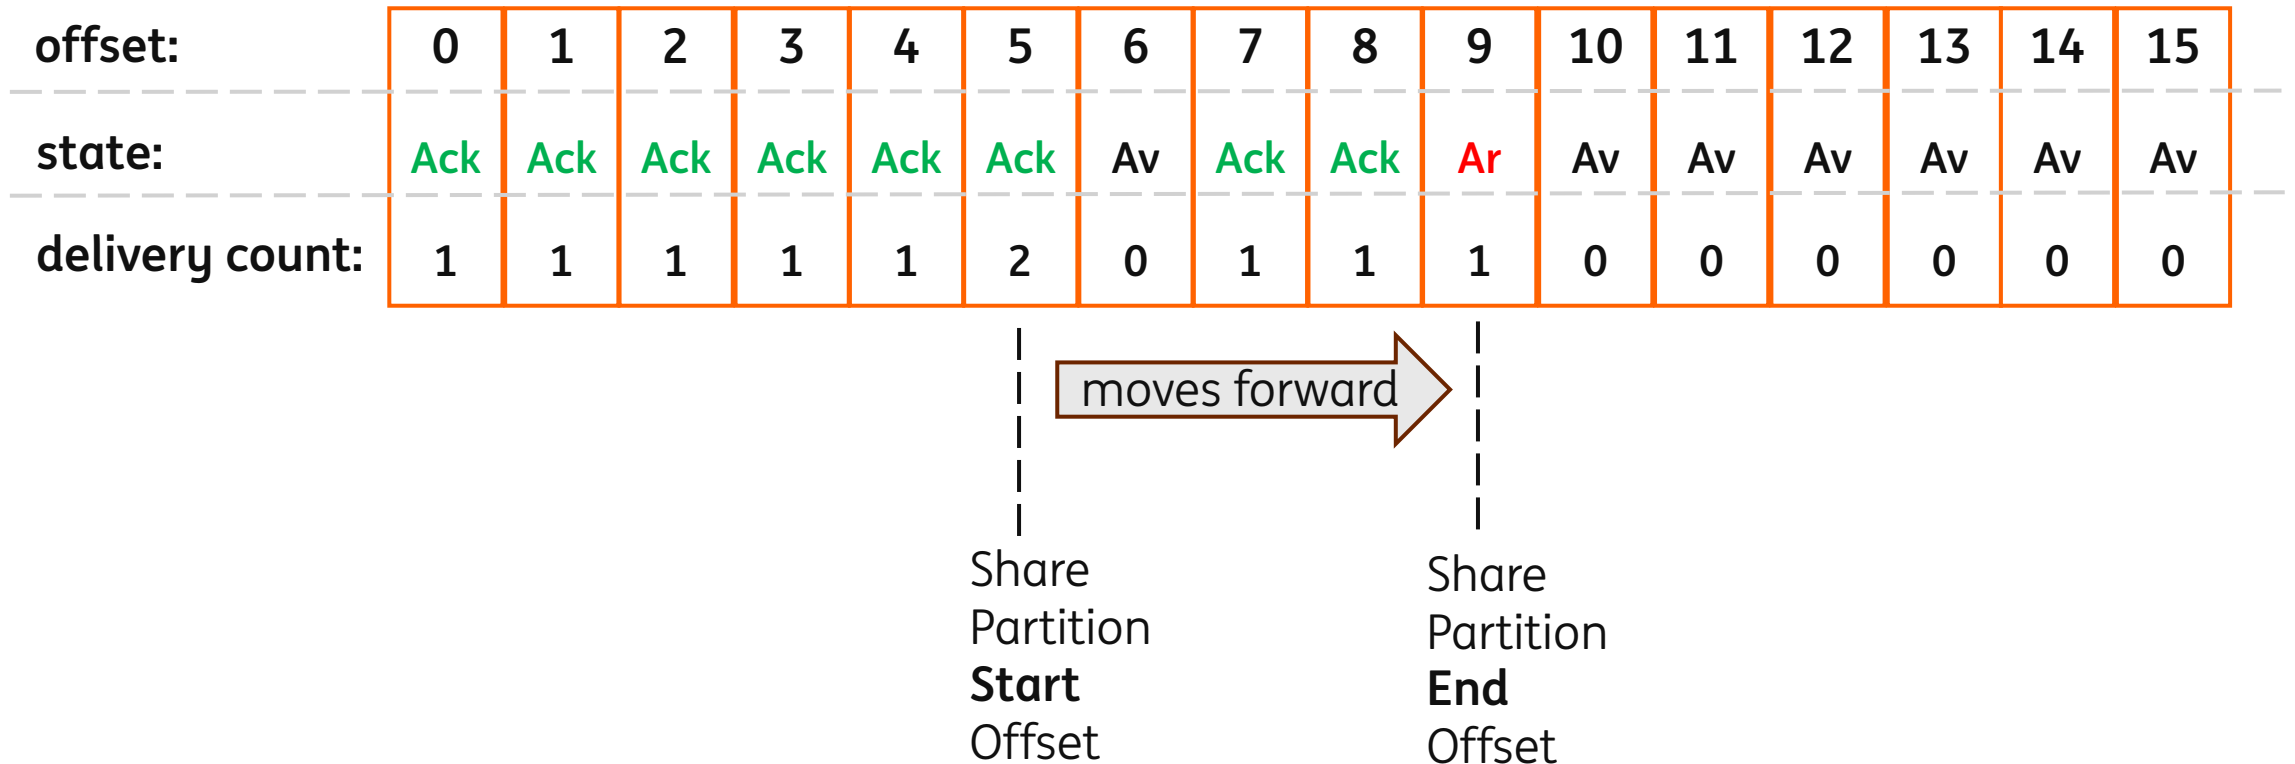 offset: 0 1 2 3 4 5 6 7 8 9 10 11 12 13 14 15
state: Ack Ack Ack Ack Ack Ack Av Ack Ack Ar Av Av Av Av Av Av
delivery count: 1 1 1 1 1 2 0 1 1 1 0 0 0 0 0 0
moves forward
Share
Partition
Start
Offset
Share
Partition
End
Offset